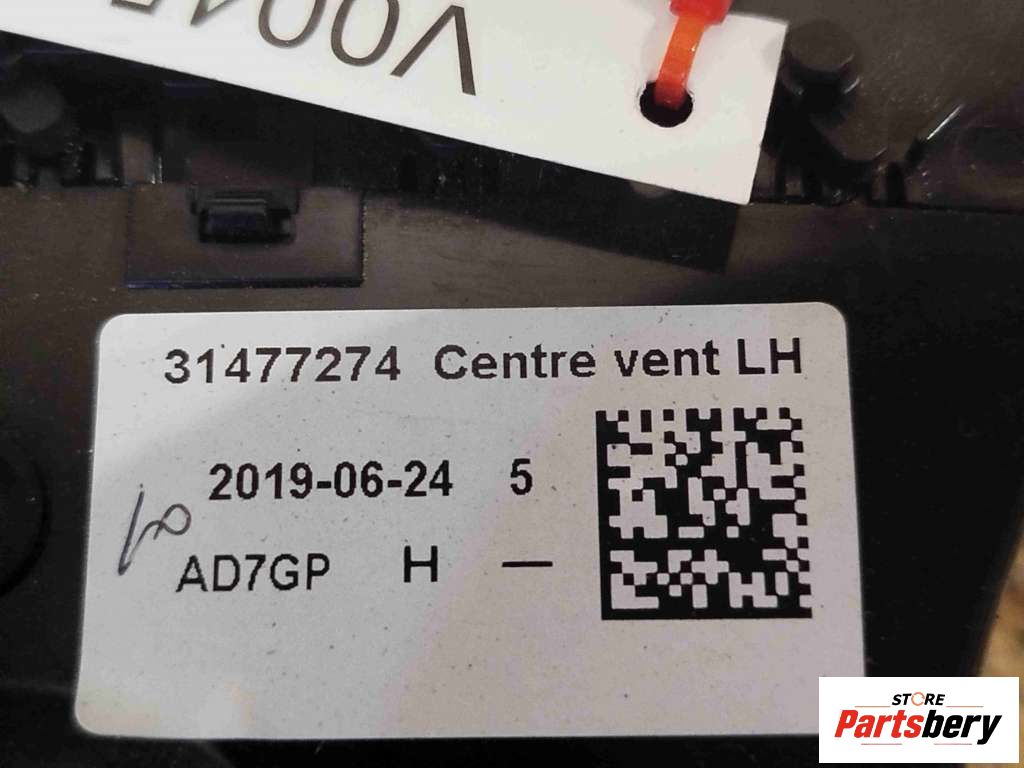 31477274 Centre vent LH
2019-06-24 5
AD7GP H —
STORE
Partsbery